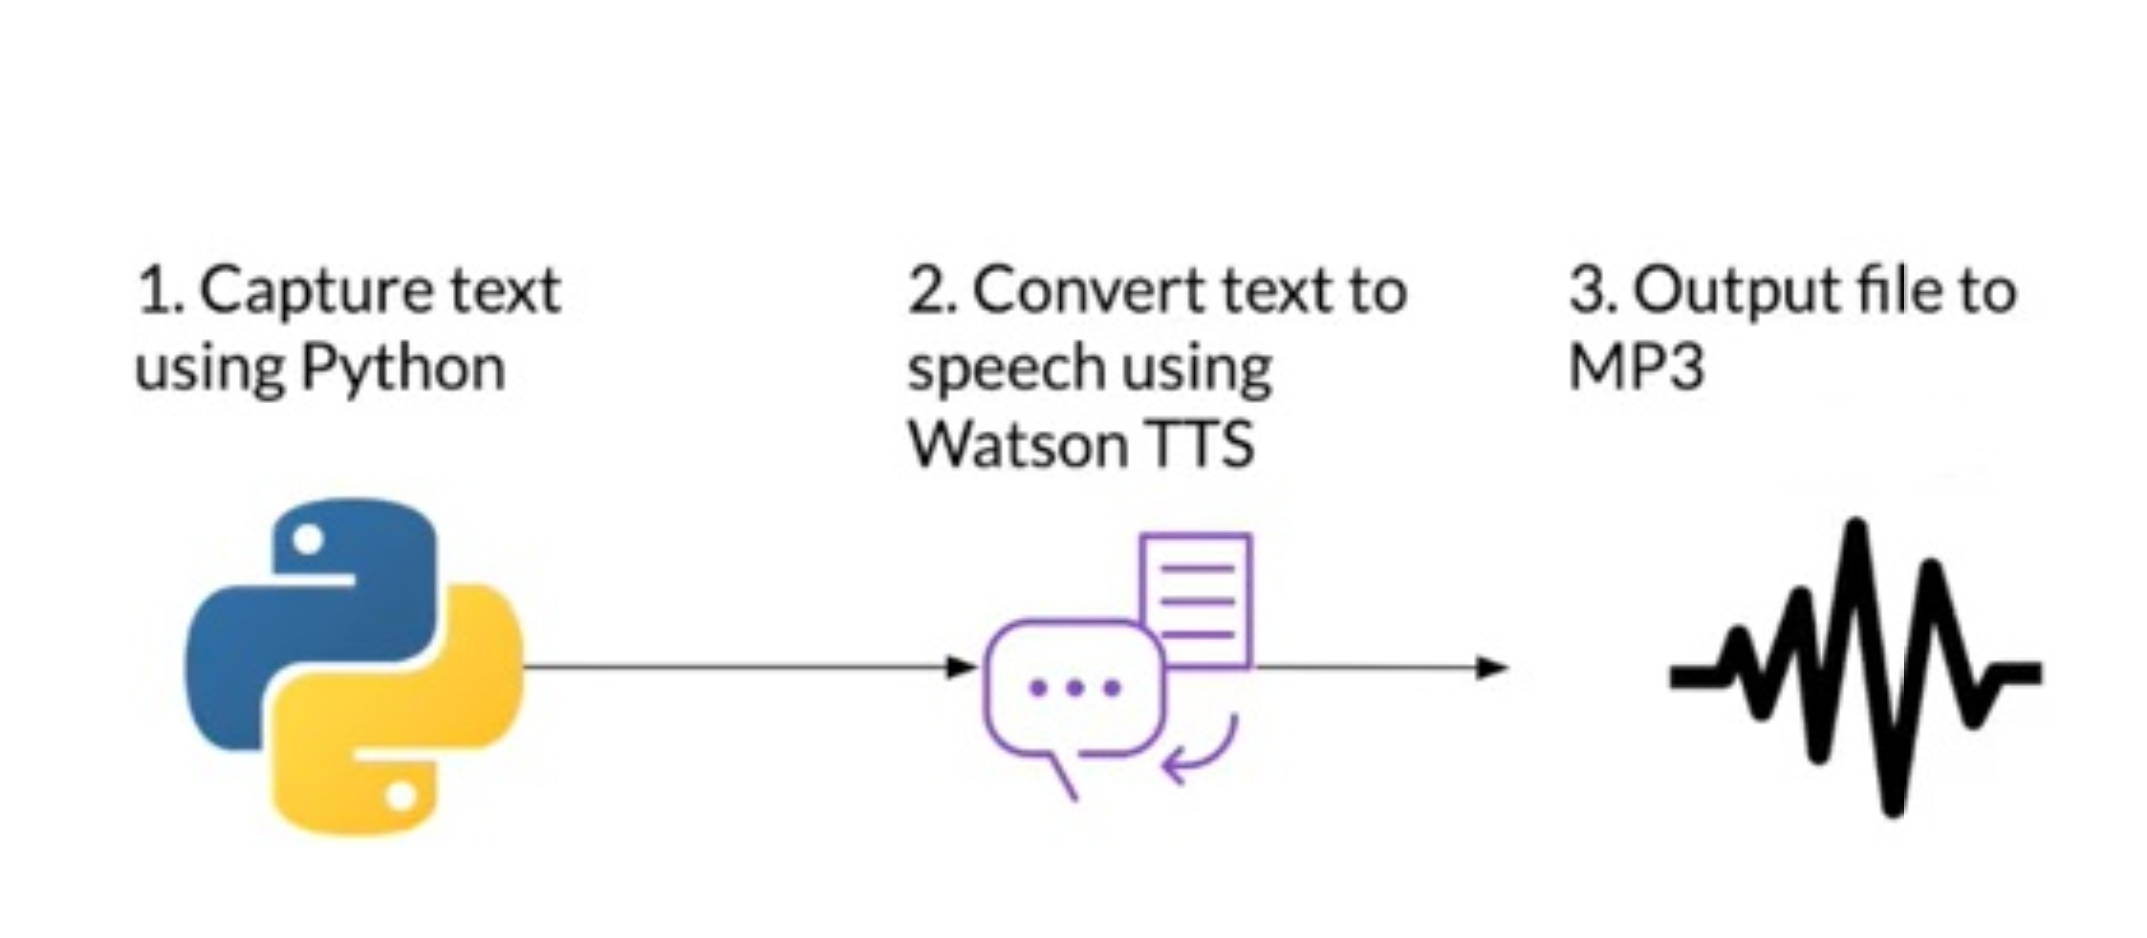 1. Capture text
using Python
2. Convert text to
speech using
Watson TTS
3. Output file to
MP3